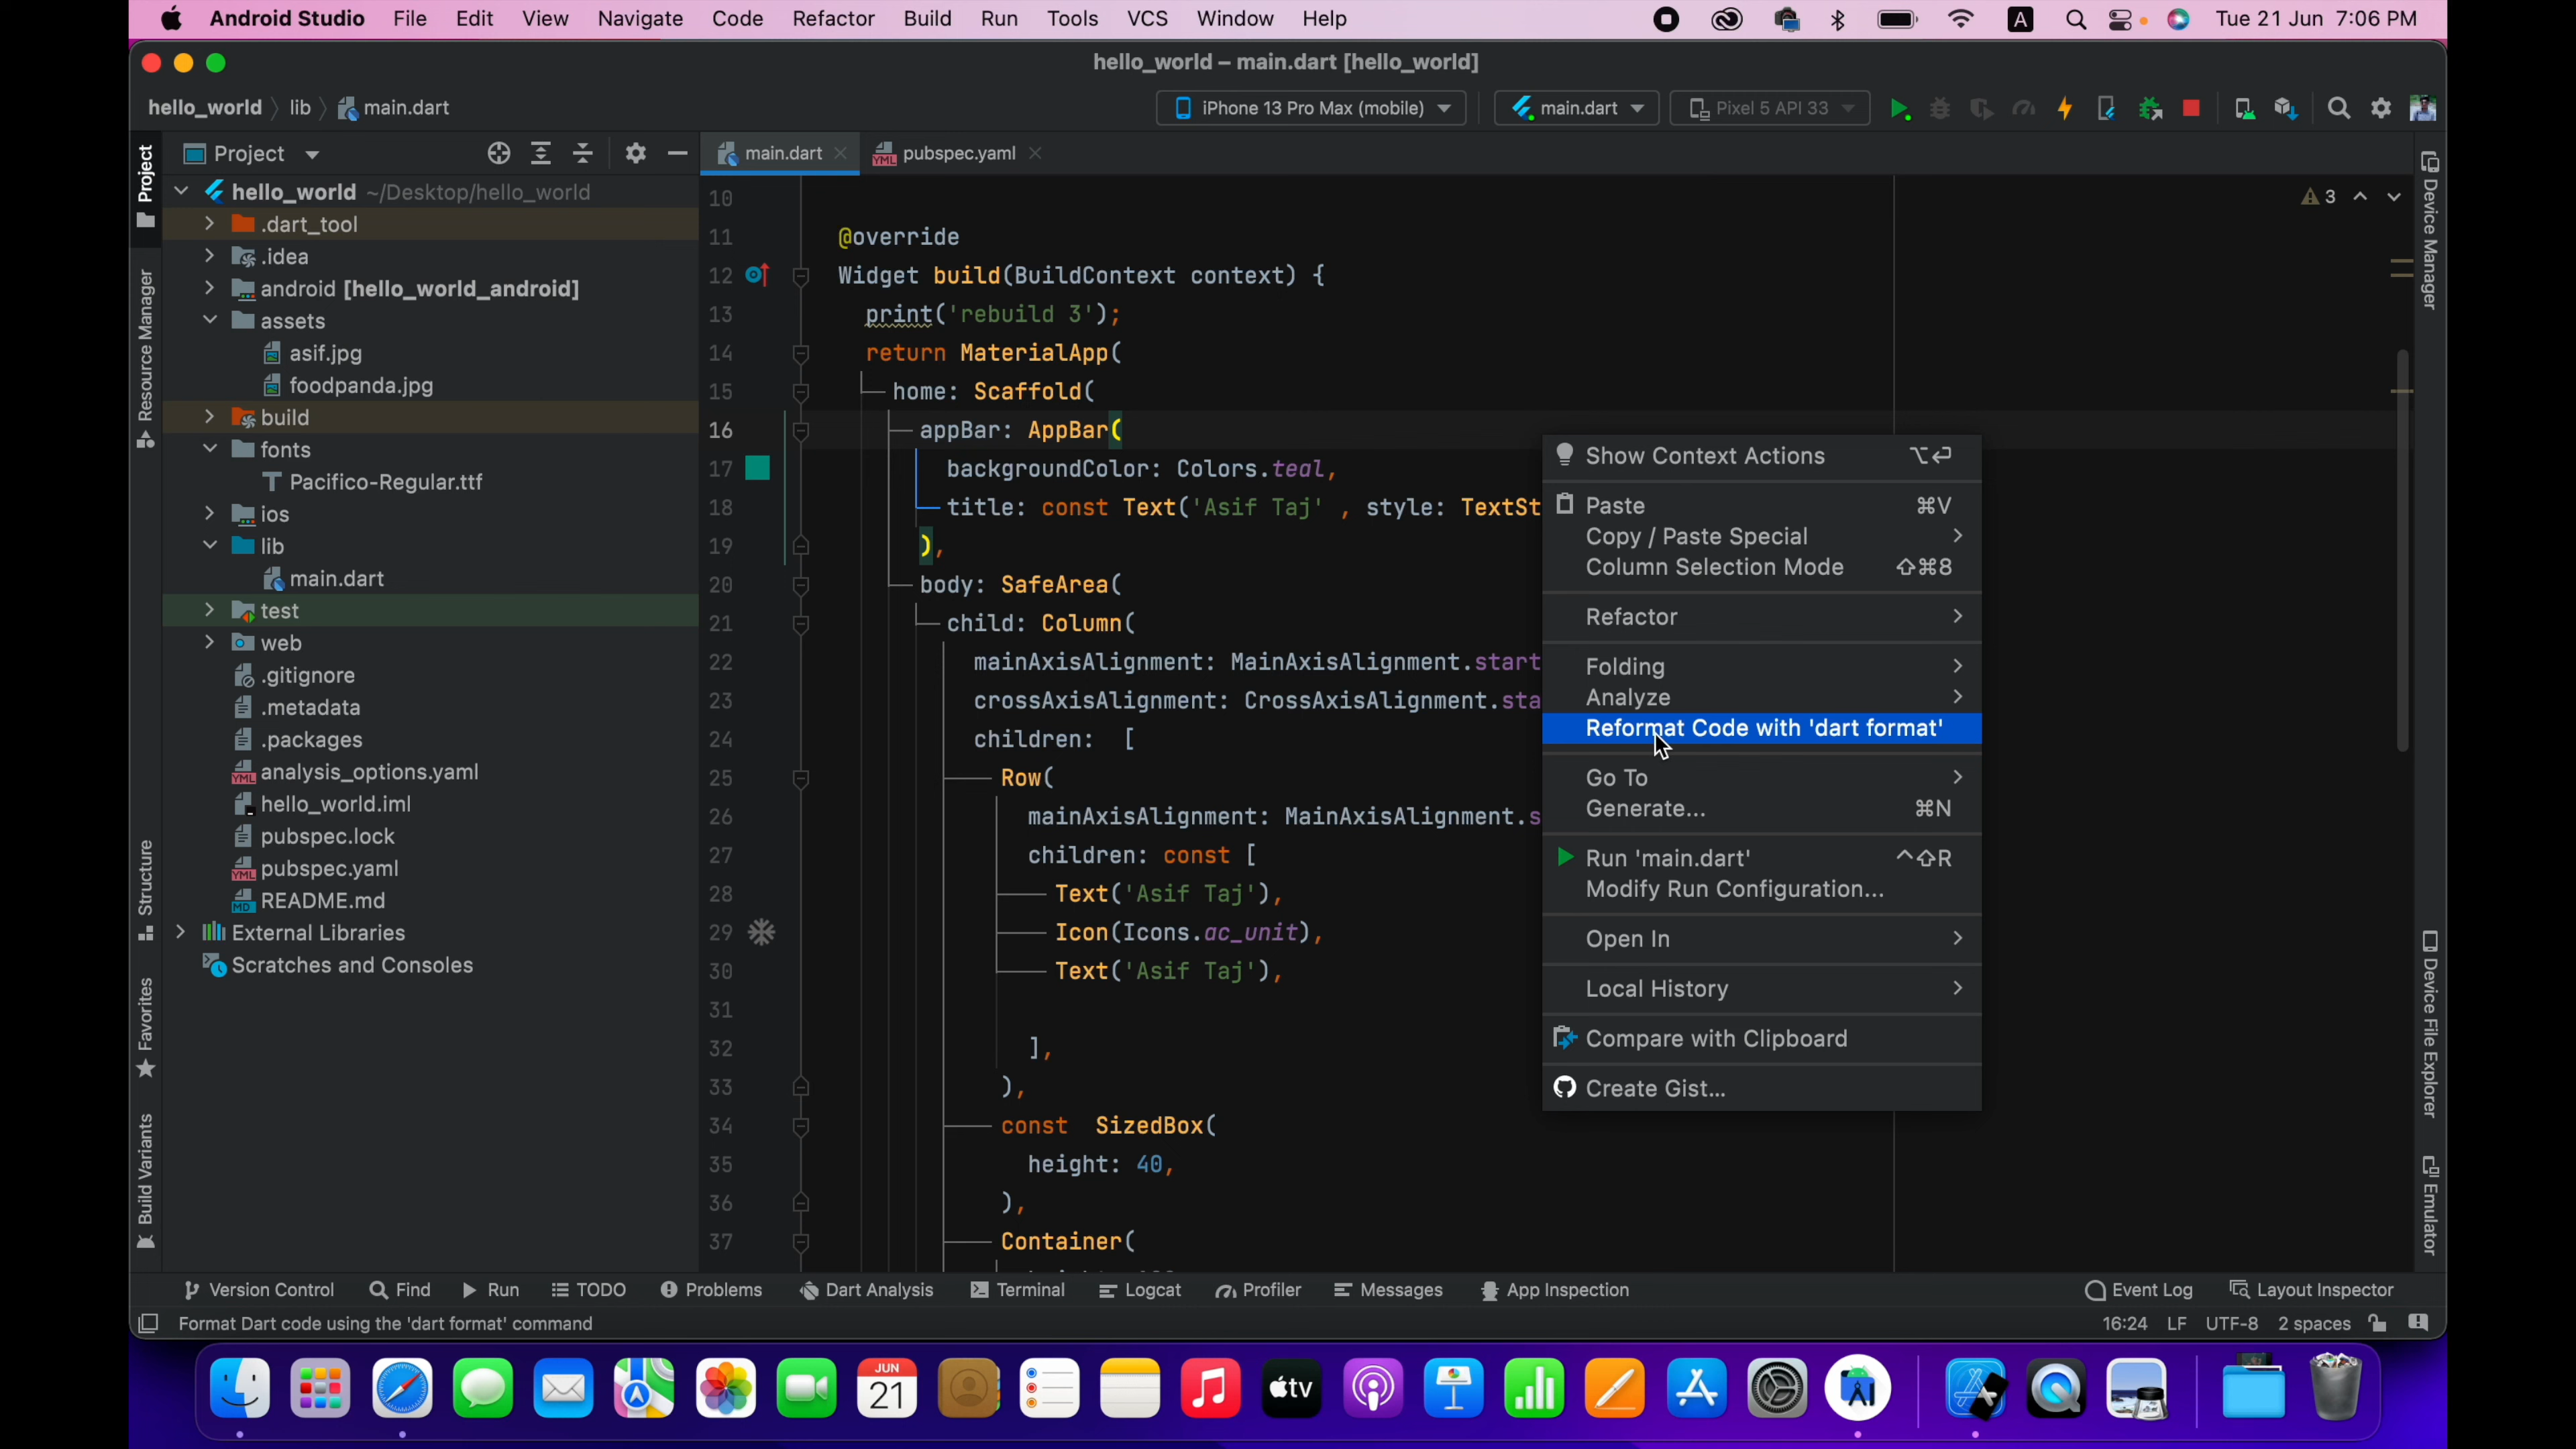 Android Studio File Edit View Navigate Code Refactor Build Run Tools VCS Window Help A Tue 21 Jun 7:06 PM
hello_world – main.dart [hello_world]
hello_world lib main.dart iPhone 13 Pro Max (mobile) main.dart Pixel 5 API 33
Project main.dart pubspec.yaml
Project
Resource Manager
Structure
Favorites
Build Variants
hello_world ~/Desktop/hello_world
.dart_tool
.idea
android [hello_world_android]
assets
asif.jpg
foodpanda.jpg
build
fonts
Pacifico-Regular.ttf
ios
lib
main.dart
test
web
.gitignore
.metadata
.packages
analysis_options.yaml
hello_world.iml
pubspec.lock
pubspec.yaml
README.md
External Libraries
Scratches and Consoles
10
11 @override
12 Widget build(BuildContext context) {
13 print('rebuild 3');
14 return MaterialApp(
15 home: Scaffold(
16 appBar: AppBar(
17 backgroundColor: Colors.teal,
18 title: const Text('Asif Taj' , style: TextSt
19 ),
20 body: SafeArea(
21 child: Column(
22 mainAxisAlignment: MainAxisAlignment.start
23 crossAxisAlignment: CrossAxisAlignment.sta
24 children: [
25 Row(
26 mainAxisAlignment: MainAxisAlignment.s
27 children: const [
28 Text('Asif Taj'),
29 Icon(Icons.ac_unit),
30 Text('Asif Taj'),
31
32 ],
33 ),
34 const SizedBox(
35 height: 40,
36 ),
37 Container(
3
Show Context Actions ⌥⏎
Paste ⌘V
Copy / Paste Special
Column Selection Mode ⇧⌘8
Refactor
Folding
Analyze
Reformat Code with 'dart format'
Go To
Generate... ⌘N
Run 'main.dart' ^⇧R
Modify Run Configuration...
Open In
Local History
Compare with Clipboard
Create Gist...
Device Manager
Device File Explorer
Emulator
Version Control Find Run TODO Problems Dart Analysis Terminal Logcat Profiler Messages App Inspection Event Log Layout Inspector
Format Dart code using the 'dart format' command 16:24 LF UTF-8 2 spaces
JUN
21
tv